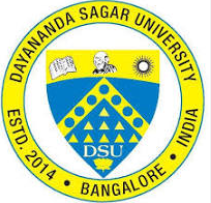 DAYANANDA SAGAR UNIVERSITY
DSU
ESTD. 2014 • BANGALORE • INDIA